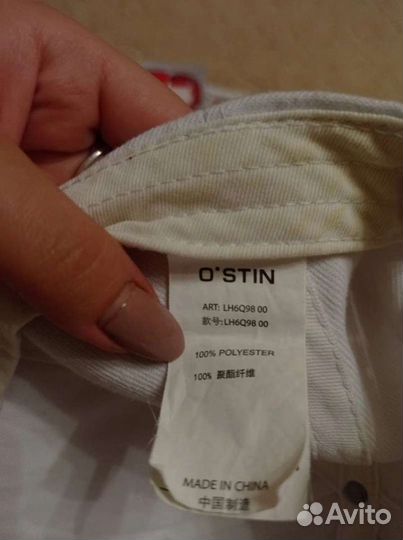 O'STIN
ART: LH6Q98 00
款号:LH6Q98 00
100% POLYESTER
100% 聚酯纤维
MADE IN CHINA
中国制造
Avito